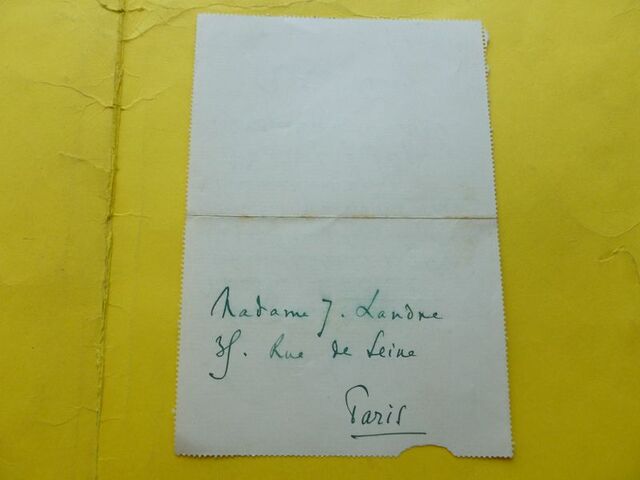 Madame J. Landre
35. Rue de Seine
Paris